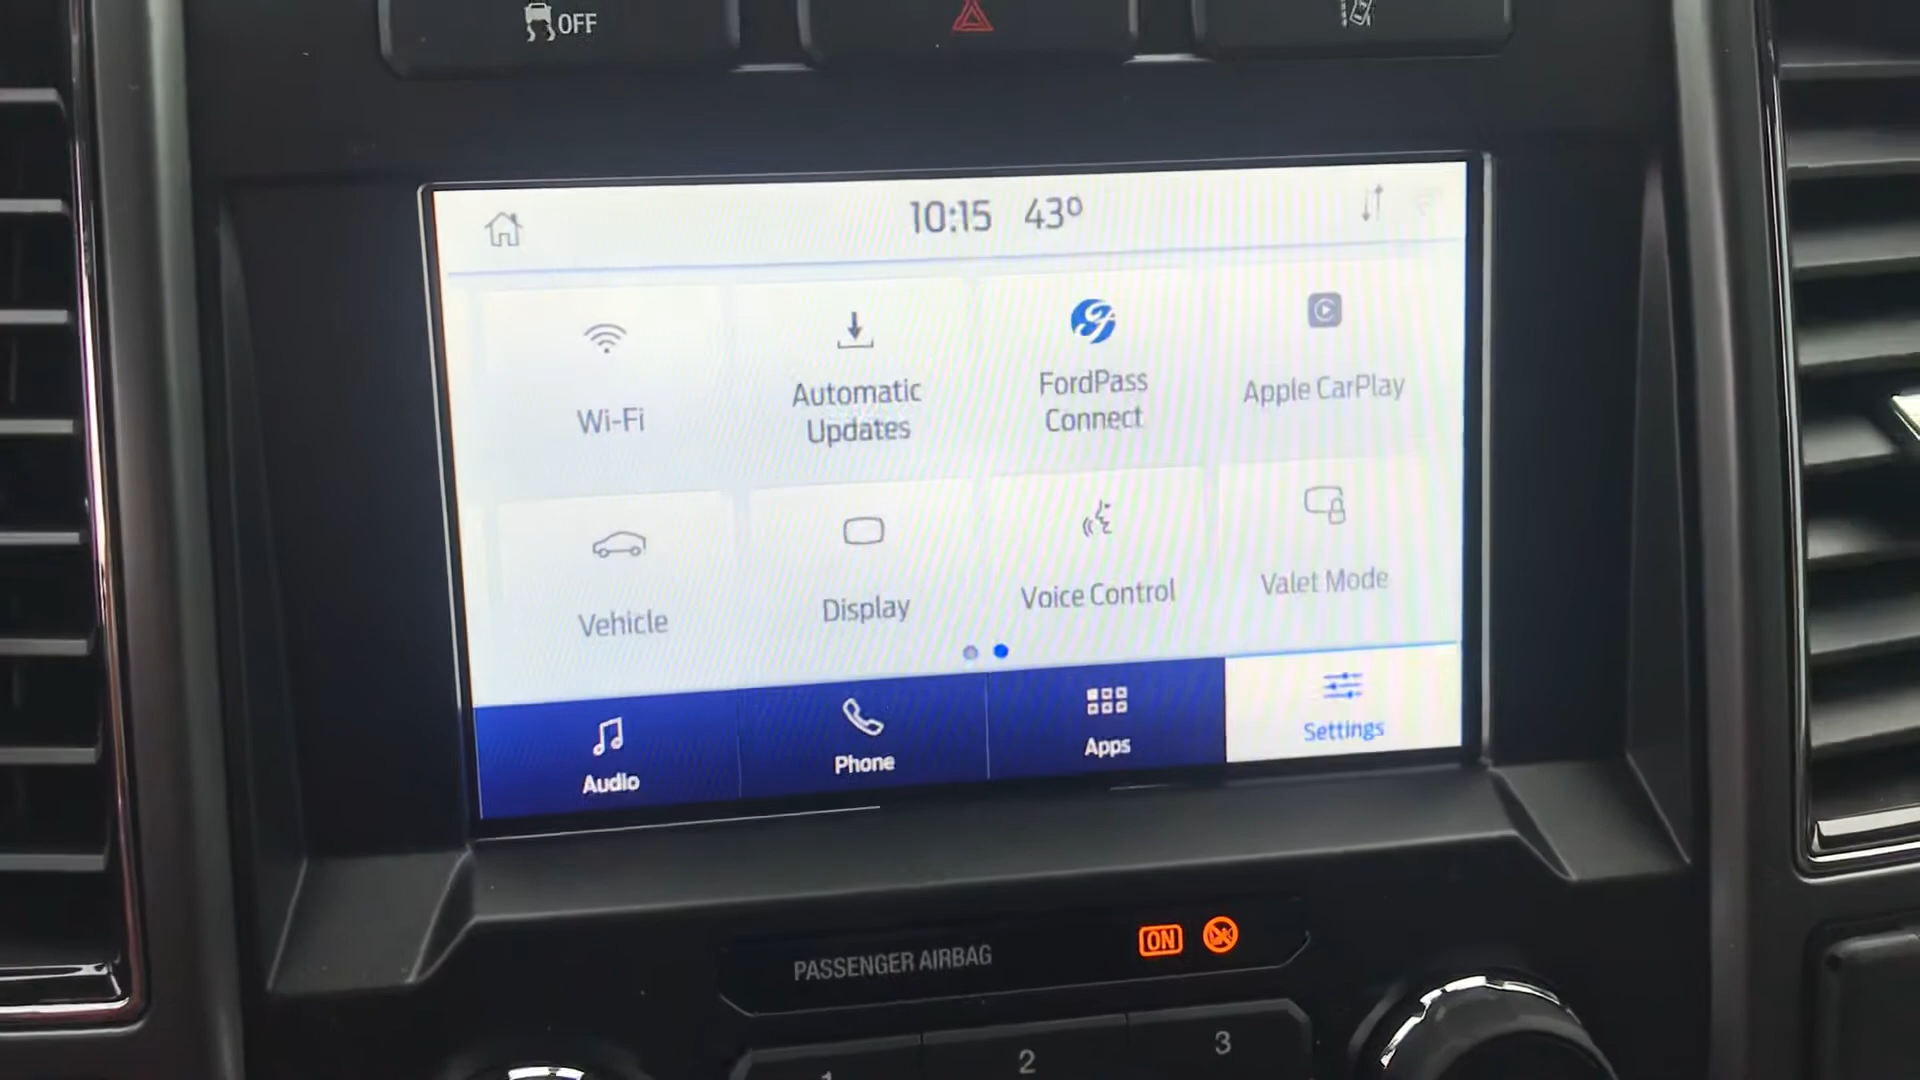 OFF
10:15 43º
Wi-Fi
Automatic
Updates
FordPass
Connect
Apple CarPlay
Vehicle
Display
Voice Control
Valet Mode
Audio
Phone
Apps
Settings
PASSENGER AIRBAG
ON
1
2
3